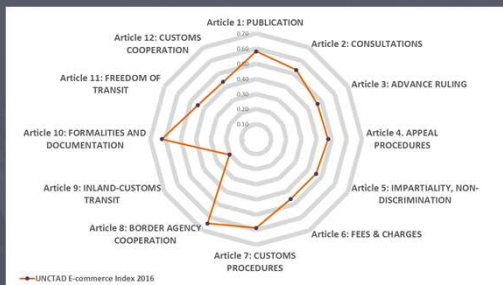 Article 1: PUBLICATION
0.70
0.60
0.50
0.40
0.30
0.20
0.10
Article 2: CONSULTATIONS
Article 3: ADVANCE RULING
Article 4. APPEAL
PROCEDURES
Article 5: IMPARTIALITY, NON-
DISCRIMINATION
Article 6: FEES & CHARGES
Article 7: CUSTOMS
PROCEDURES
Article 8: BORDER AGENCY
COOPERATION
Article 9: INLAND-CUSTOMS
TRANSIT
Article 10: FORMALITIES AND
DOCUMENTATION
Article 11: FREEDOM OF
TRANSIT
Article 12: CUSTOMS
COOPERATION
UNCTAD E-commerce Index 2016